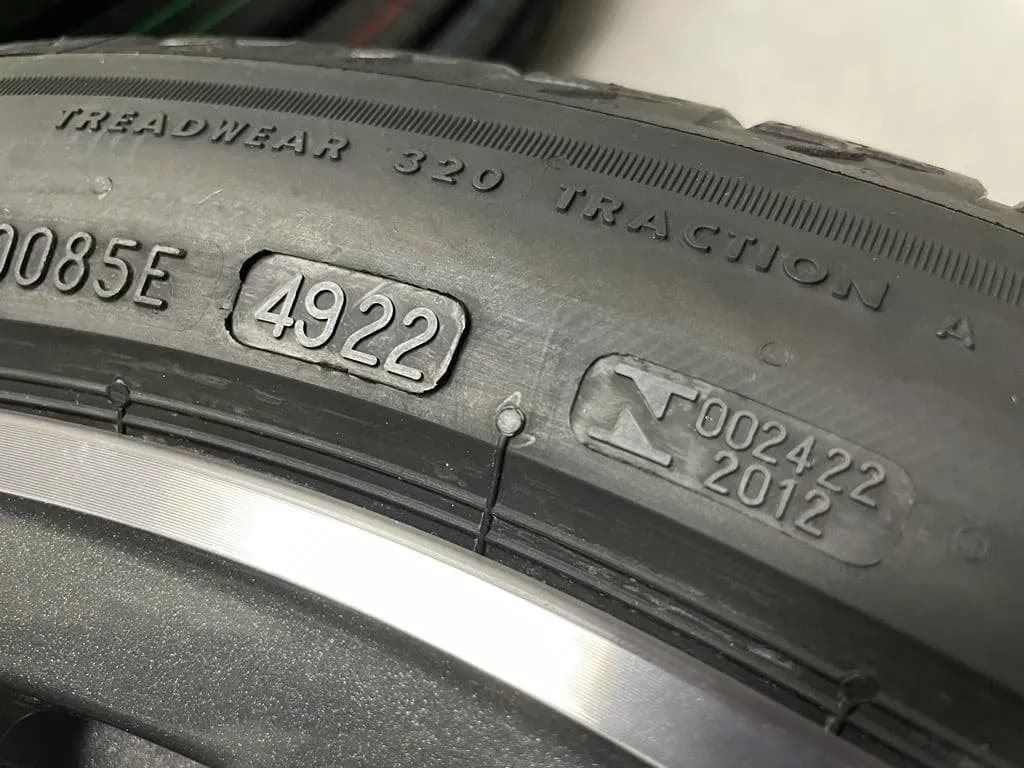 TREADWEAR 320 TRACTION A
0085E 4922
002422
2012